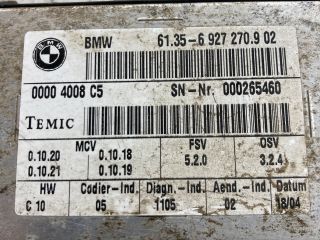 BMW BMW 61.35-6 927 270.9 02
0000 4008 C5 SN-Nr. 000265460
TEMIC
MCV FSV OSV
0.10.20 0.10.18 5.2.0 3.2.4
0.10.21 0.10.19
HW Codier-Ind. Diagn.-Ind. Aend.-Ind. Datum
C 10 05 1105 02 18/04